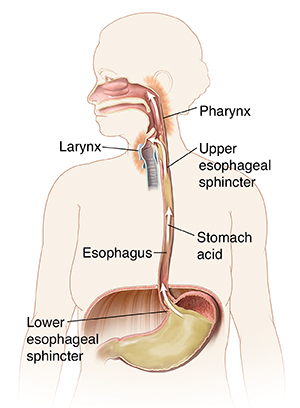 Pharynx
Larynx
Upper
esophageal
sphincter
Stomach
acid
Esophagus
Lower
esophageal
sphincter